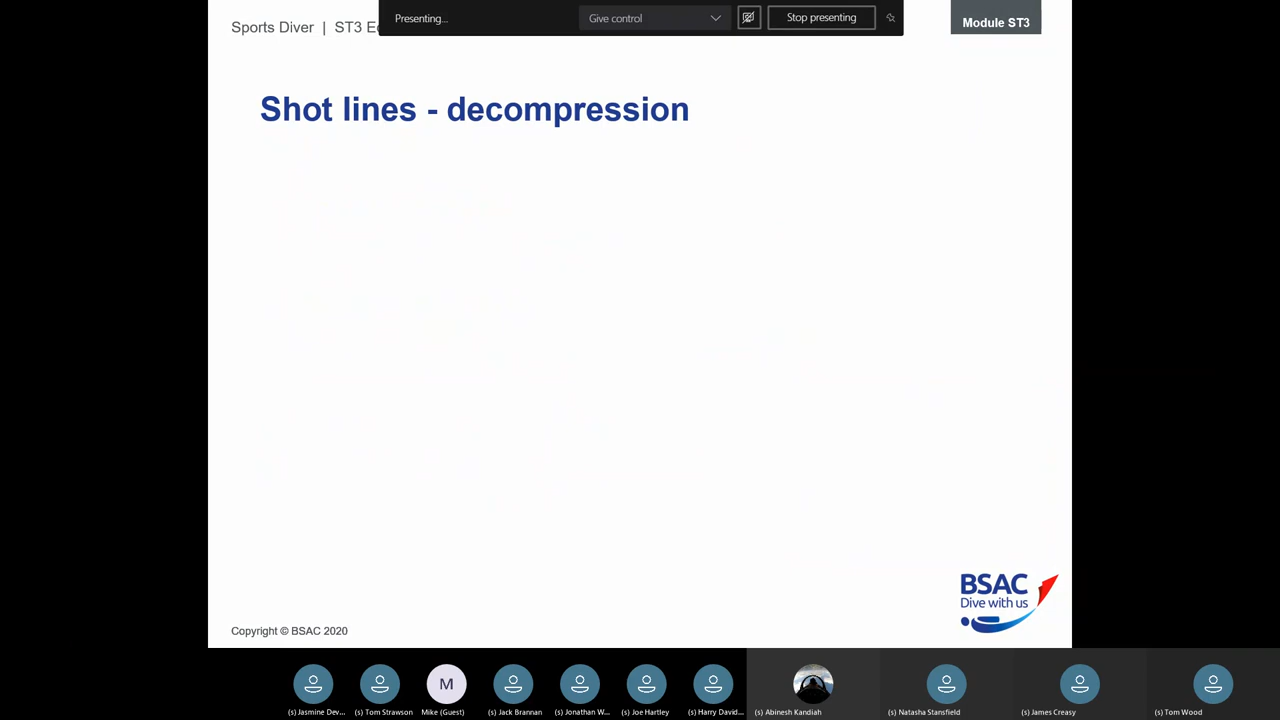 Sports Diver | ST3 E
Presenting...
Give control
Stop presenting
Module ST3
Shot lines - decompression
BSAC
Dive with us
Copyright © BSAC 2020
M
(s) Jasmine Dev...
(s) Tom Strawson
Mike (Guest)
(s) Jack Brannan
(s) Jonathan W...
(s) Joe Hartley
(s) Harry David...
(s) Abinesh Kandiah
(s) Natasha Stansfield
(s) James Creasy
(s) Tom Wood